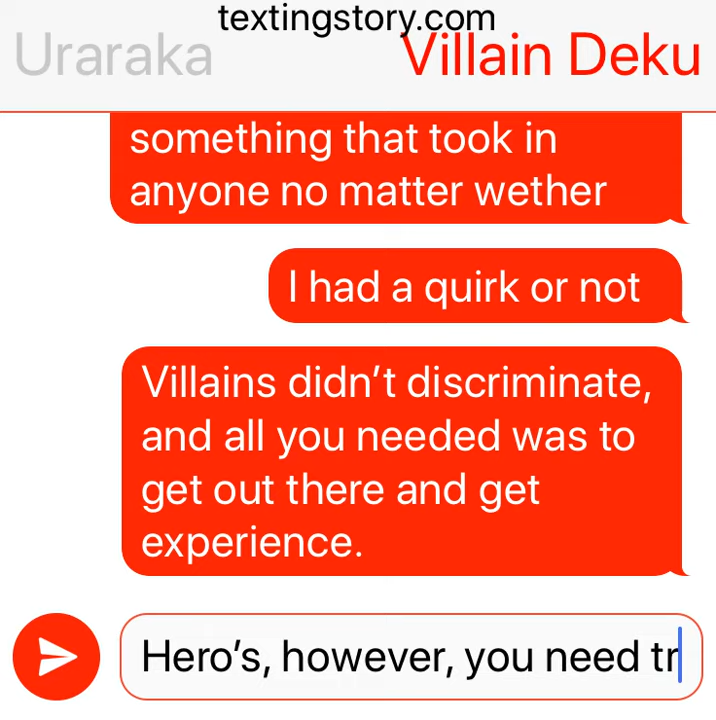 textingstory.com
Uraraka
Villain Deku
something that took in
anyone no matter wether
I had a quirk or not
Villains didn’t discriminate,
and all you needed was to
get out there and get
experience.
Hero’s, however, you need tr